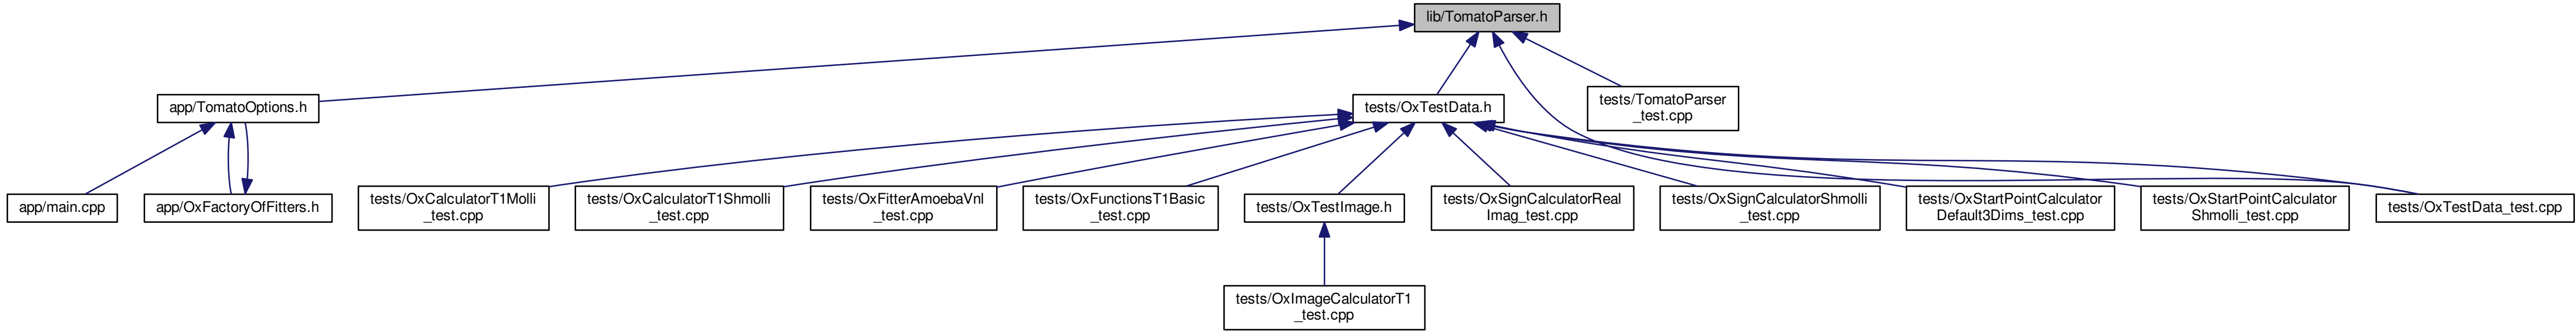 lib/TomatoParser.h
app/TomatoOptions.h
tests/OxTestData.h
tests/TomatoParser
_test.cpp
app/main.cpp
app/OxFactoryOfFitters.h
tests/OxCalculatorT1Molli
_test.cpp
tests/OxCalculatorT1Shmolli
_test.cpp
tests/OxFitterAmoebaVnl
_test.cpp
tests/OxFunctionsT1Basic
_test.cpp
tests/OxTestImage.h
tests/OxSignCalculatorReal
Imag_test.cpp
tests/OxSignCalculatorShmolli
_test.cpp
tests/OxStartPointCalculator
Default3Dims_test.cpp
tests/OxStartPointCalculator
Shmolli_test.cpp
tests/OxTestData_test.cpp
tests/OxImageCalculatorT1
_test.cpp